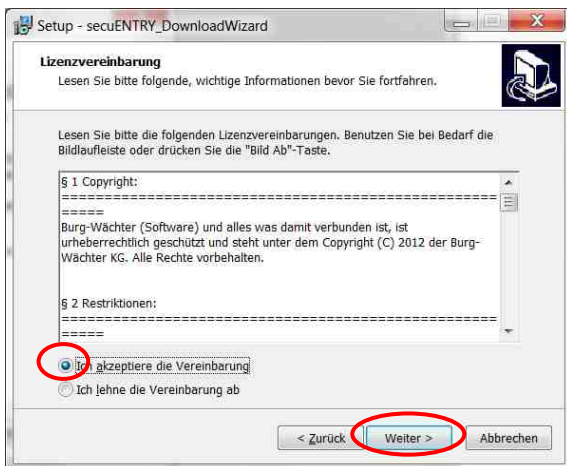 Setup - secuENTRY_DownloadWizard
Lizenzvereinbarung
Lesen Sie bitte folgende, wichtige Informationen bevor Sie fortfahren.
Lesen Sie bitte die folgenden Lizenzvereinbarungen. Benutzen Sie bei Bedarf die
Bildlaufleiste oder drücken Sie die "Bild Ab"-Taste.
§ 1 Copyright:
==================================================
=====
Burg-Wächter (Software) und alles was damit verbunden ist, ist
urheberrechtlich geschützt und steht unter dem Copyright (C) 2012 der Burg-
Wächter KG. Alle Rechte vorbehalten.
§ 2 Restriktionen:
==================================================
=====
Ich akzeptiere die Vereinbarung
Ich lehne die Vereinbarung ab
< Zurück
Weiter >
Abbrechen